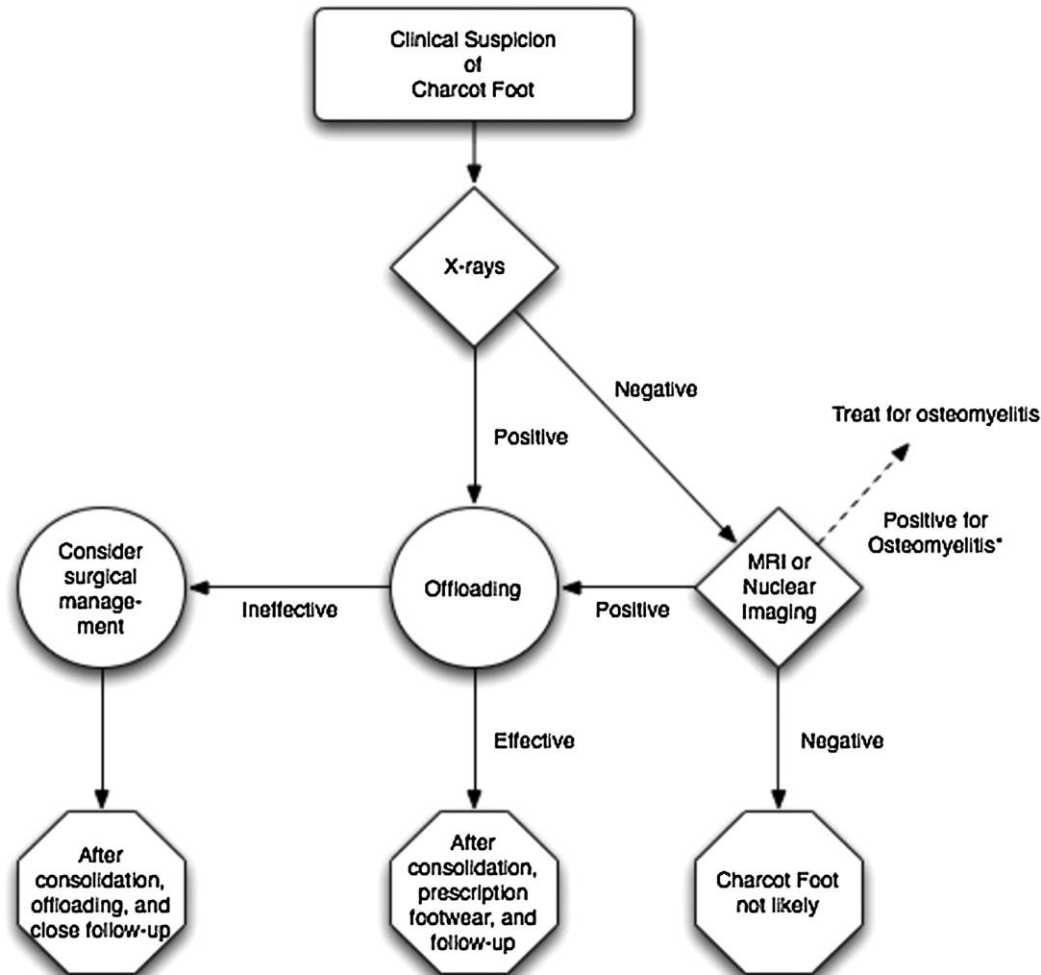 Clinical Suspicion
of
Charcot Foot
X-rays
Negative
Positive
Treat for osteomyelitis
Positive for
Osteomyelitis*
MRI or
Nuclear
Imaging
Positive
Offloading
Ineffective
Consider
surgical
manage-
ment
Effective
Negative
After
consolidation,
offloading, and
close follow-up
After
consolidation,
prescription
footwear, and
follow-up
Charcot Foot
not likely